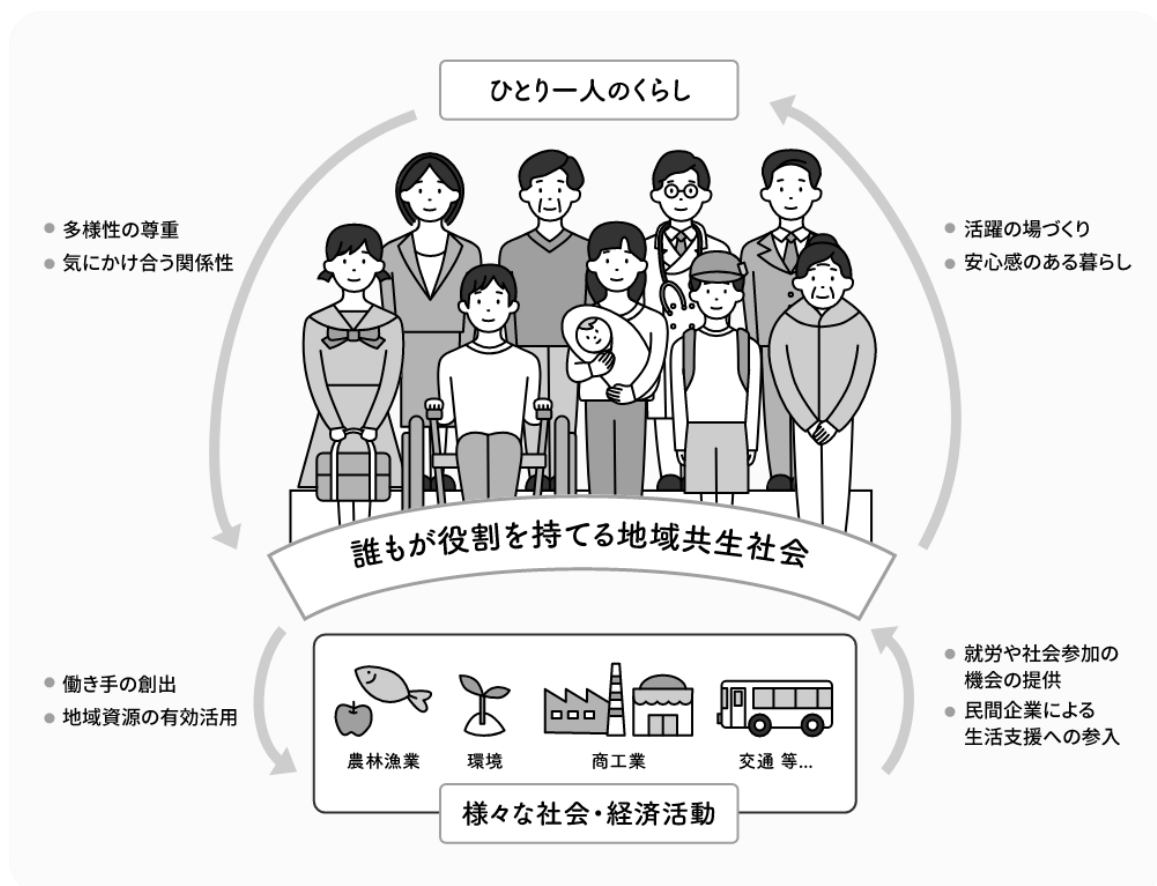 ひとり一人のくらし
多様性の尊重
気にかけ合う関係性
活躍の場づくり
安心感のある暮らし
誰もが役割を持てる地域共生社会
働き手の創出
地域資源の有効活用
就労や社会参加の
機会の提供
民間企業による
生活支援への参入
農林漁業
環境
商工業
交通 等...
様々な社会・経済活動